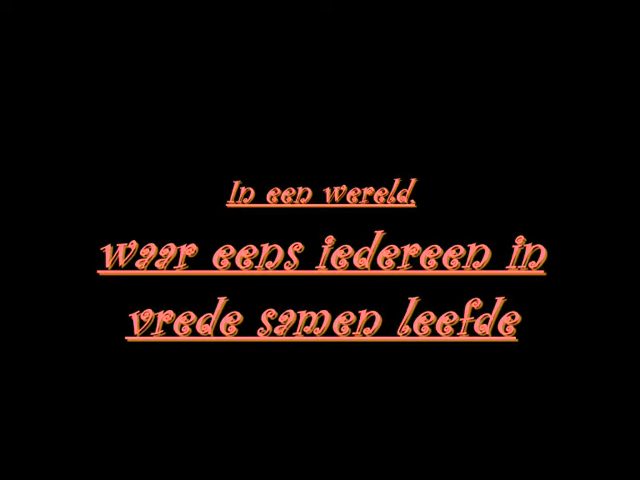 In een wereld,
waar eens iedereen in
vrede samen leefde